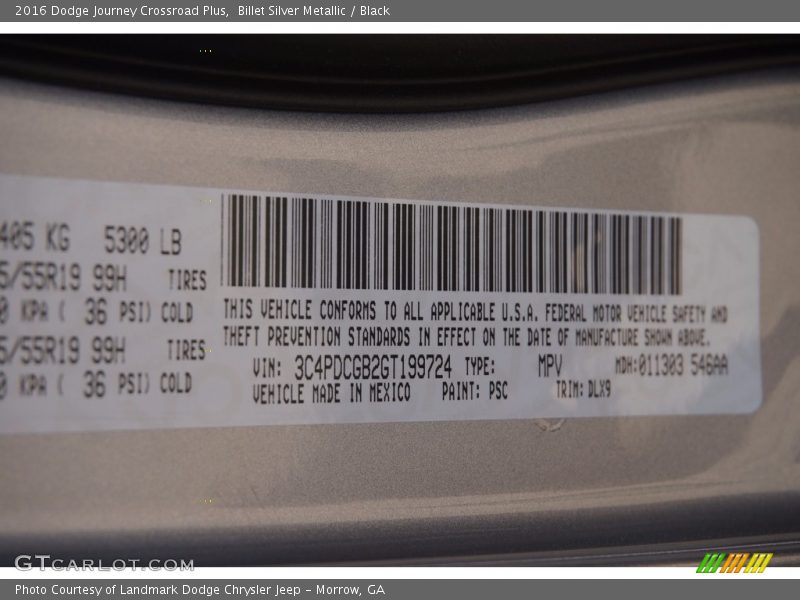 2016 Dodge Journey Crossroad Plus, Billet Silver Metallic / Black
405 KG 5300 LB
5/55R19 99H TIRES
0 KPA ( 36 PSI) COLD
5/55R19 99H TIRES
0 KPA ( 36 PSI) COLD
THIS VEHICLE CONFORMS TO ALL APPLICABLE U.S.A. FEDERAL MOTOR VEHICLE SAFETY AND
THEFT PREVENTION STANDARDS IN EFFECT ON THE DATE OF MANUFACTURE SHOWN ABOVE.
VIN: 3C4PDCGB2GT199724 TYPE: MPV MDH:011303 546AA
VEHICLE MADE IN MEXICO PAINT: PSC TRIM: DLX9
GTCARLOT.COM
Photo Courtesy of Landmark Dodge Chrysler Jeep – Morrow, GA